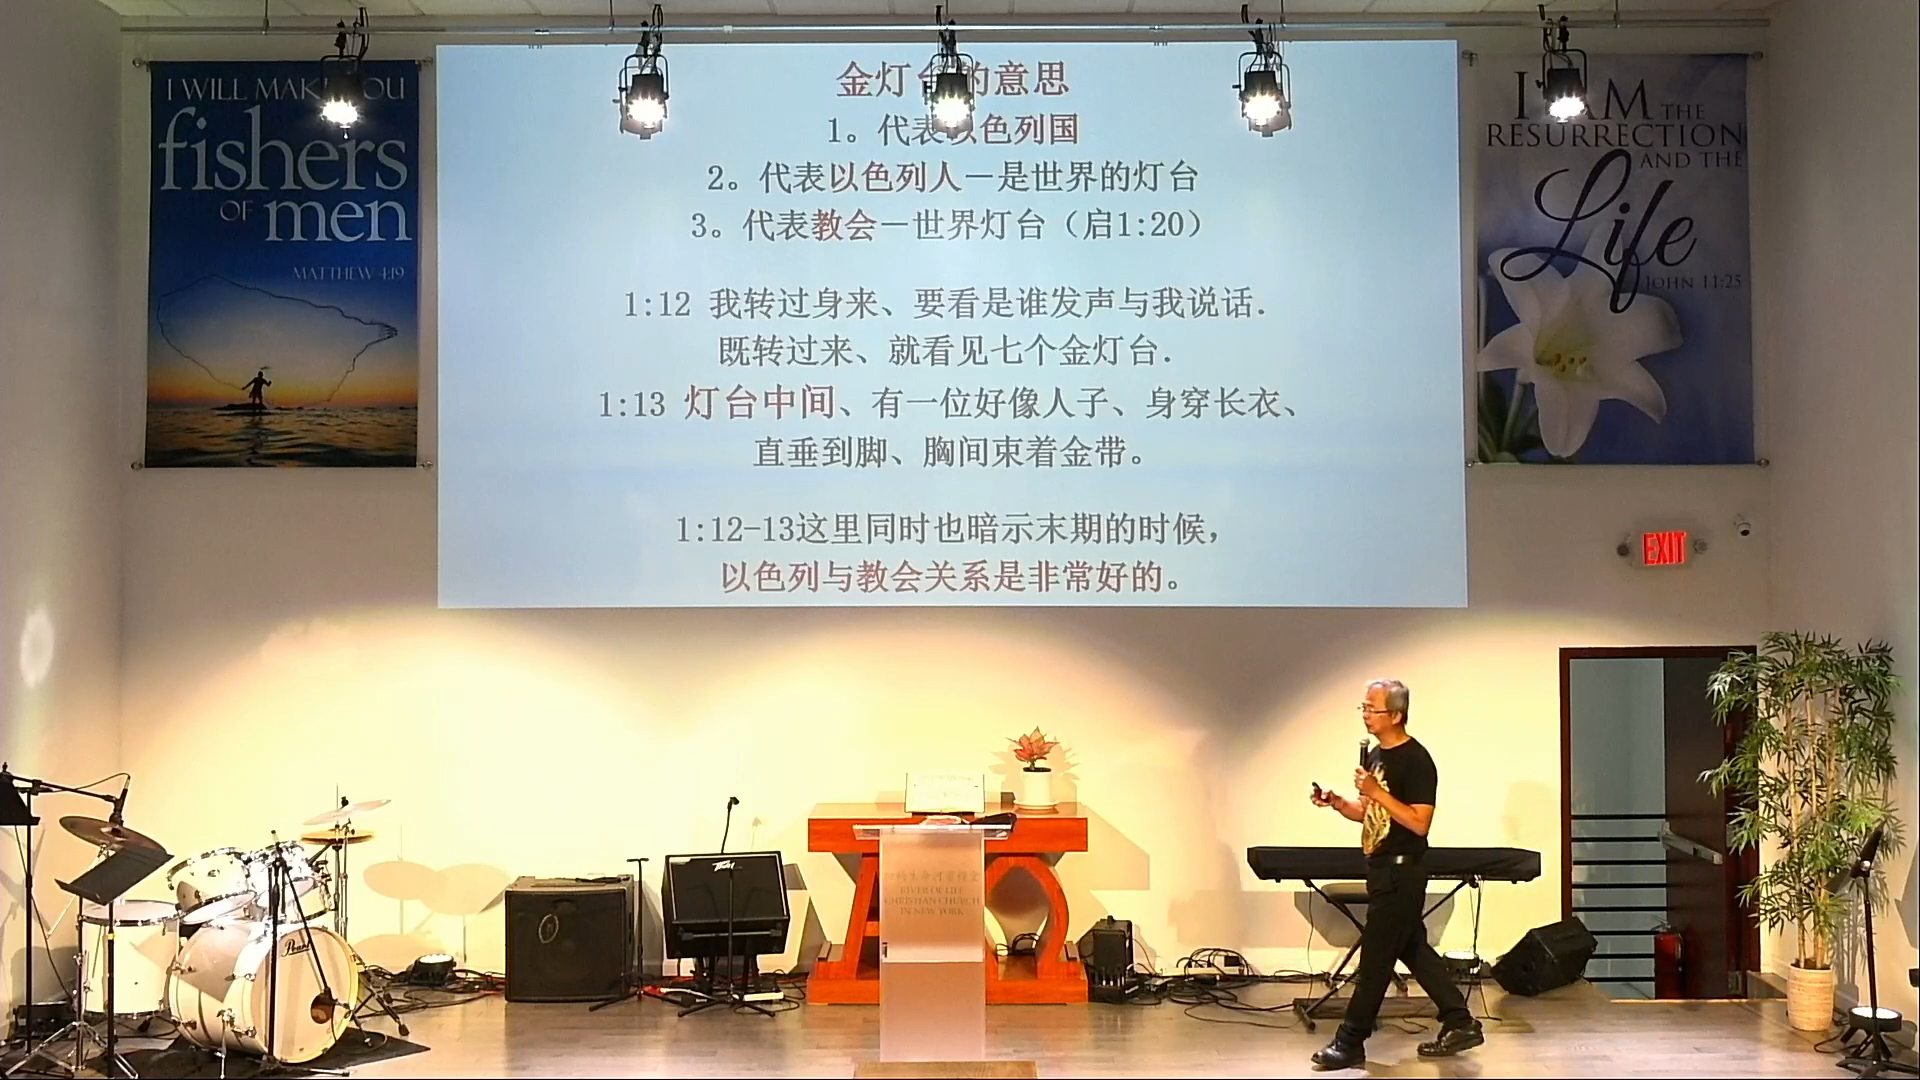 I WILL MAKE YOU
fishers
OF men
MATTHEW 4:19
金灯台的意思
1。代表以色列国
2。代表以色列人－是世界的灯台
3。代表教会－世界灯台（启1:20）
1:12 我转过身来、要看是谁发声与我说话.
既转过来、就看见七个金灯台.
1:13 灯台中间、有一位好像人子、身穿长衣、
直垂到脚、胸间束着金带。
1:12-13这里同时也暗示末期的时候，
以色列与教会关系是非常好的。
I AM THE
RESURRECTION
AND THE
Life
JOHN 11:25
EXIT
RIVER OF LIFE
CHRISTIAN CHURCH
IN NEW YORK
Pearl